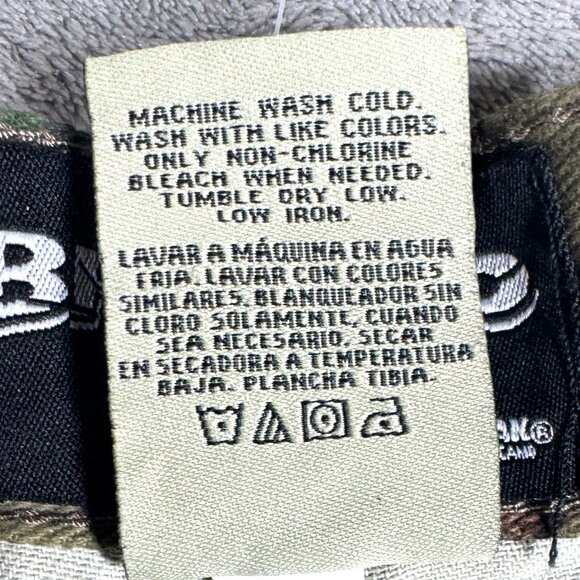 MACHINE WASH COLD.
WASH WITH LIKE COLORS.
ONLY NON-CHLORINE
BLEACH WHEN NEEDED.
TUMBLE DRY LOW.
LOW IRON.
LAVAR A MÁQUINA EN AGUA
FRIA. LAVAR CON COLORES
SIMILARES. BLANQUEADOR SIN
CLORO SOLAMENTE, CUANDO
SEA NECESARIO. SECAR
EN SECADORA A TEMPERATURA
BAJA. PLANCHA TIBIA.